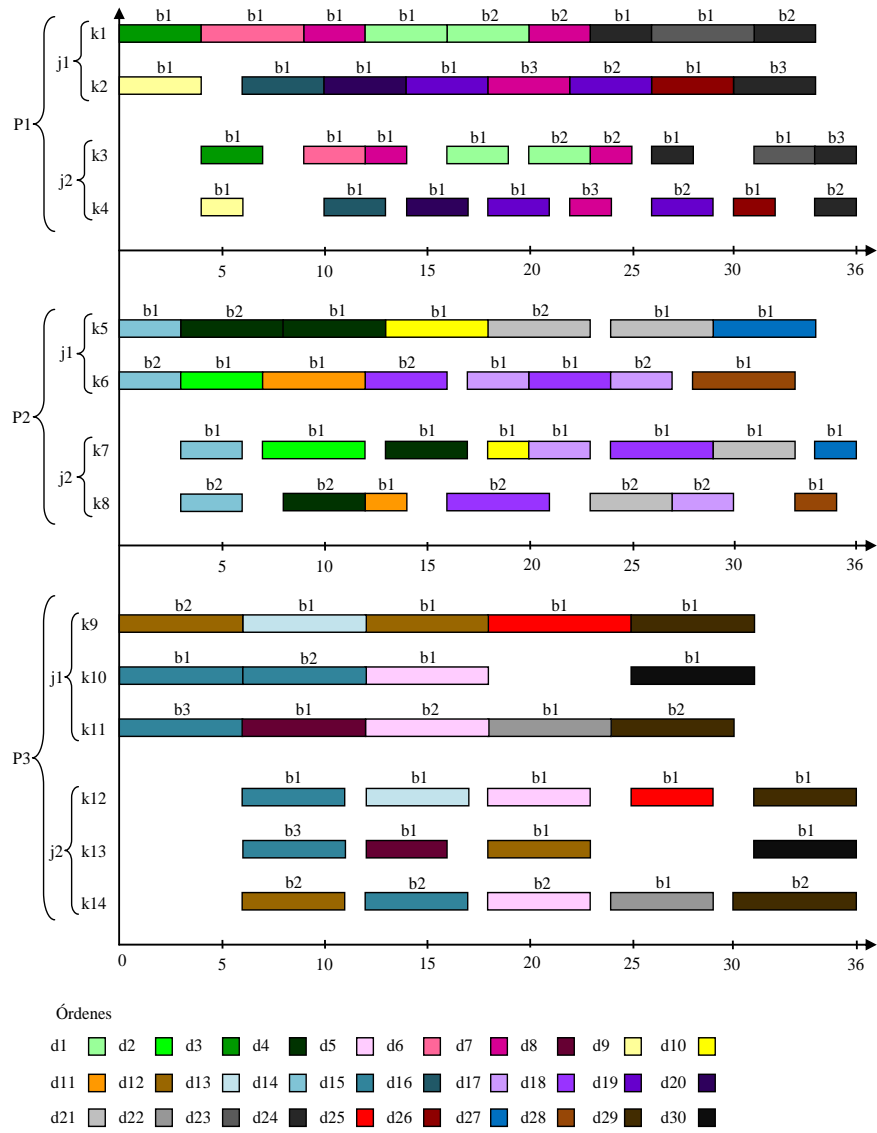 b1 b1 b1 b1 b2 b2 b1 b1 b2
k1
j1
b1 b1 b1 b1 b3 b2 b1 b3
k2
P1
b1 b1 b1 b1 b2 b2 b1 b1 b3
k3
j2
b1 b1 b1 b1 b3 b2 b1 b2
k4
5 10 15 20 25 30 36
b1 b2 b1 b1 b2 b1 b1
k5
j1
b2 b1 b1 b2 b1 b1 b2 b1
k6
P2
b1 b1 b1 b1 b1 b1 b1 b1
k7
j2
b2 b2 b1 b2 b2 b2 b1
k8
5 10 15 20 25 30 36
b2 b1 b1 b1 b1
k9
b1 b2 b1 b1
j1 k10
b3 b1 b2 b1 b2
k11
P3
b1 b1 b1 b1 b1
k12
b3 b1 b1 b1
j2 k13
b2 b2 b2 b1 b2
k14
0 5 10 15 20 25 30 36
Órdenes
d1 d2 d3 d4 d5 d6 d7 d8 d9 d10
d11 d12 d13 d14 d15 d16 d17 d18 d19 d20
d21 d22 d23 d24 d25 d26 d27 d28 d29 d30